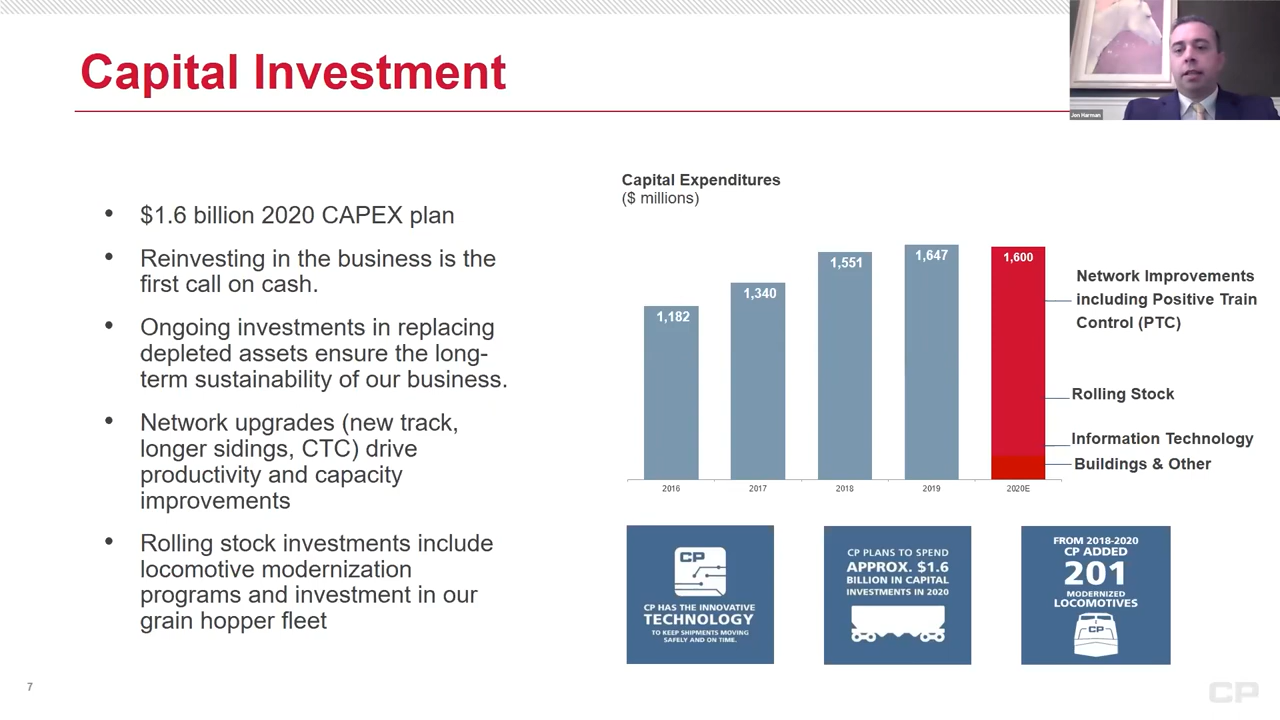 Capital Investment
Jon Harman
• $1.6 billion 2020 CAPEX plan
• Reinvesting in the business is the
first call on cash.
• Ongoing investments in replacing
depleted assets ensure the long-
term sustainability of our business.
• Network upgrades (new track,
longer sidings, CTC) drive
productivity and capacity
improvements
• Rolling stock investments include
locomotive modernization
programs and investment in our
grain hopper fleet
Capital Expenditures
($ millions)
1,182
1,340
1,551
1,647
1,600
2016
2017
2018
2019
2020E
Network Improvements
including Positive Train
Control (PTC)
Rolling Stock
Information Technology
Buildings & Other
CP
CP HAS THE INNOVATIVE
TECHNOLOGY
TO KEEP SHIPMENTS MOVING
SAFELY AND ON TIME.
CP PLANS TO SPEND
APPROX. $1.6
BILLION IN CAPITAL
INVESTMENTS IN 2020
FROM 2018-2020
CP ADDED
201
MODERNIZED
LOCOMOTIVES
CP
7
CP